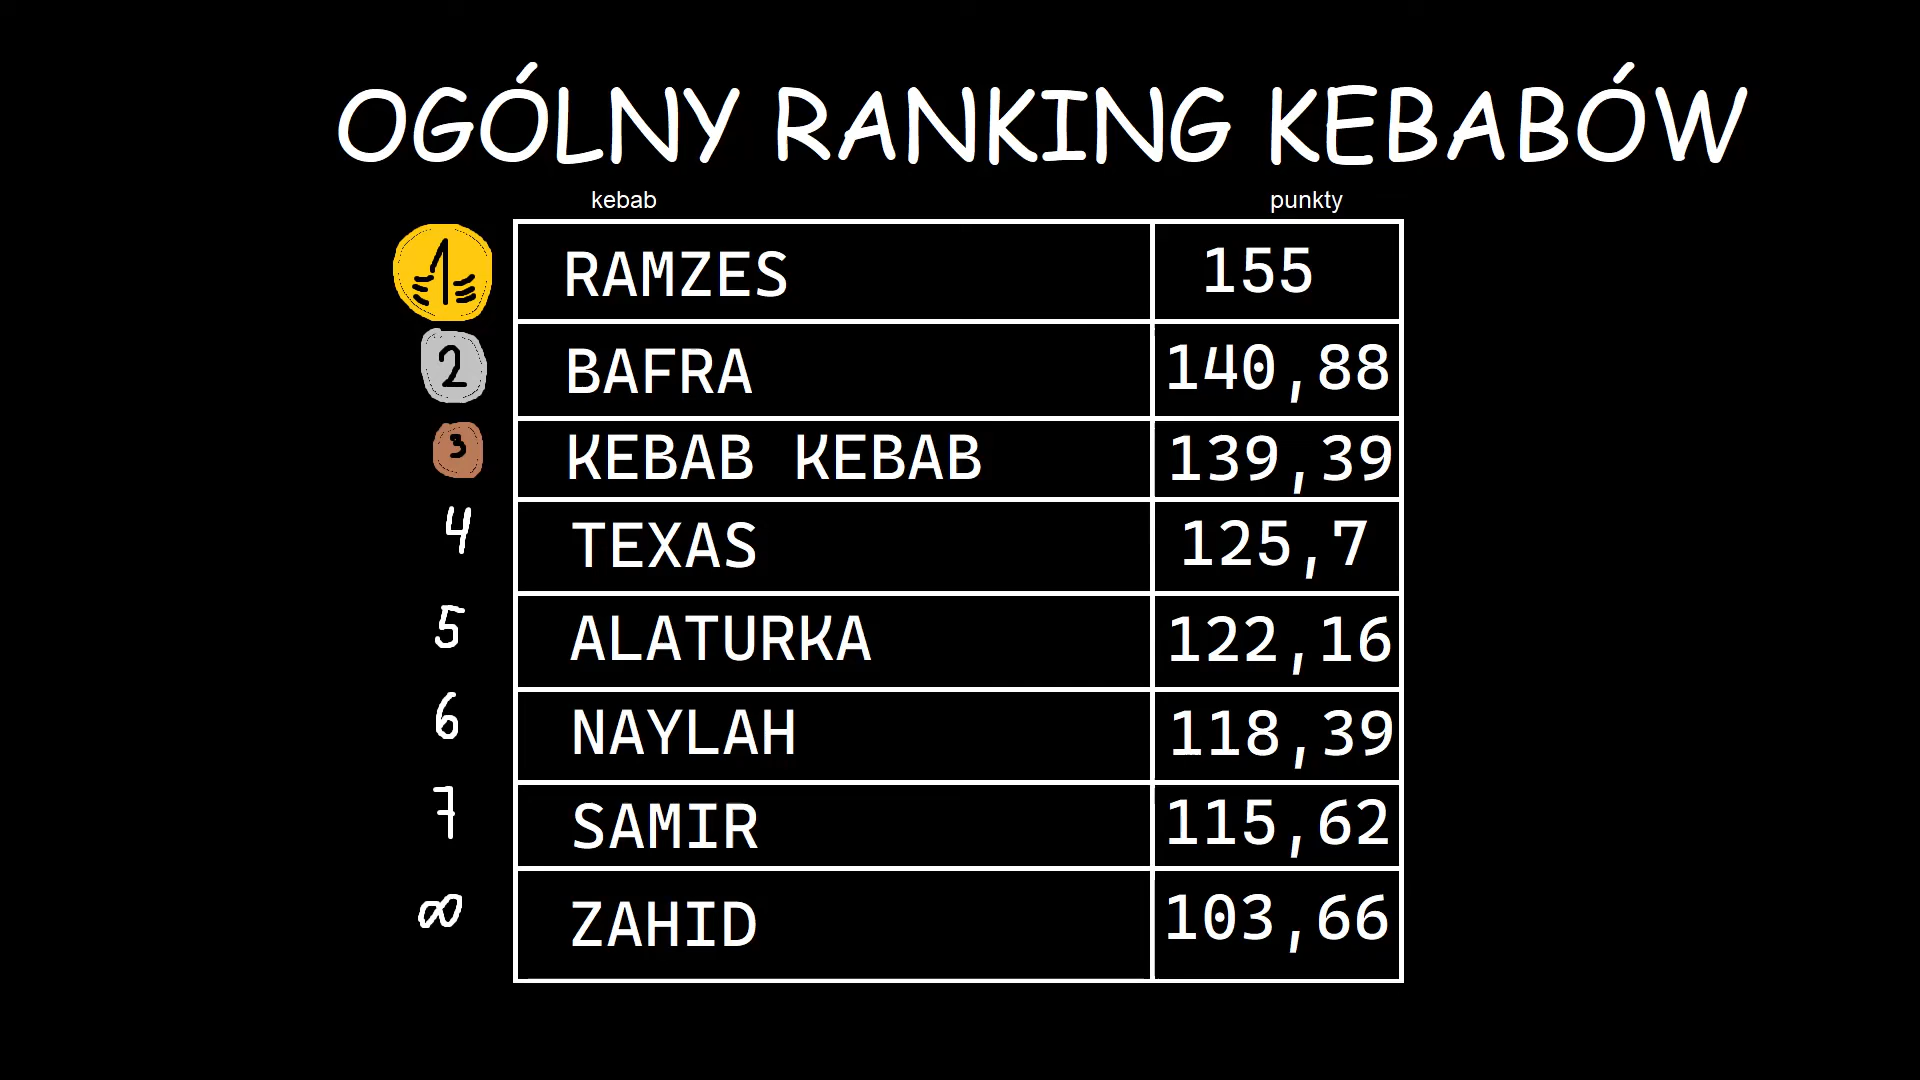 OGÓLNY RANKING KEBABÓW
kebab punkty
1 RAMZES 155
2 BAFRA 140,88
3 KEBAB KEBAB 139,39
4 TEXAS 125,7
5 ALATURKA 122,16
6 NAYLAH 118,39
7 SAMIR 115,62
∞ ZAHID 103,66